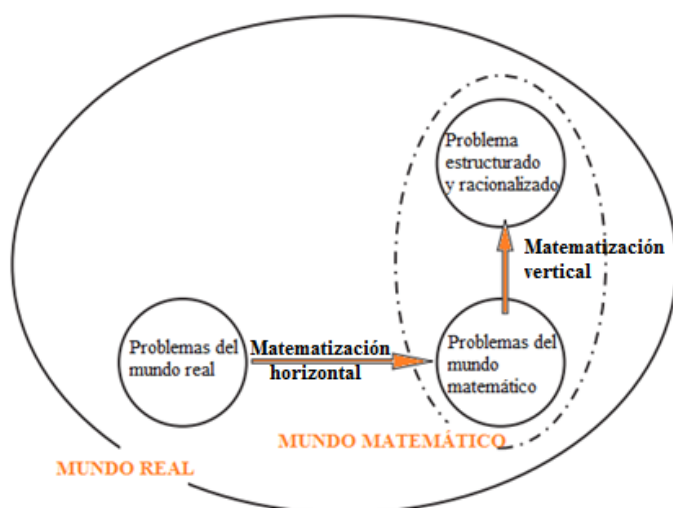 Problema
estructurado
y racionalizado
Matematización
vertical
Problemas del
mundo real
Matematización
horizontal
Problemas del
mundo
matemático
MUNDO MATEMÁTICO
MUNDO REAL